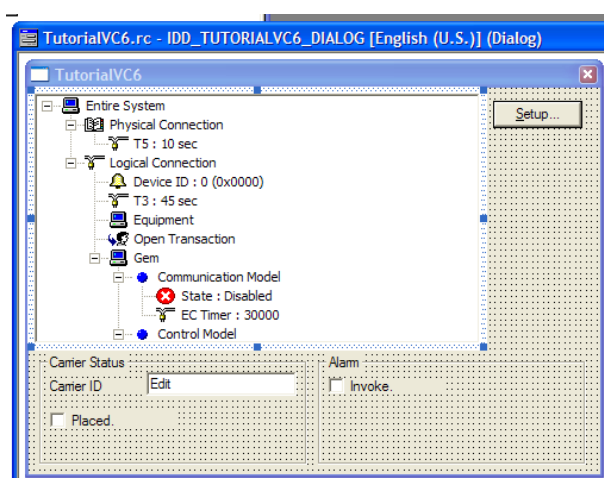 TutorialVC6.rc - IDD_TUTORIALVC6_DIALOG [English (U.S.)] (Dialog)
TutorialVC6
Entire System
Setup...
Physical Connection
T5 : 10 sec
Logical Connection
Device ID : 0 (0x0000)
T3 : 45 sec
Equipment
Open Transaction
Gem
Communication Model
State : Disabled
EC Timer : 30000
Control Model
Carrier Status
Alarm
Carrier ID
Edit
Invoke.
Placed.